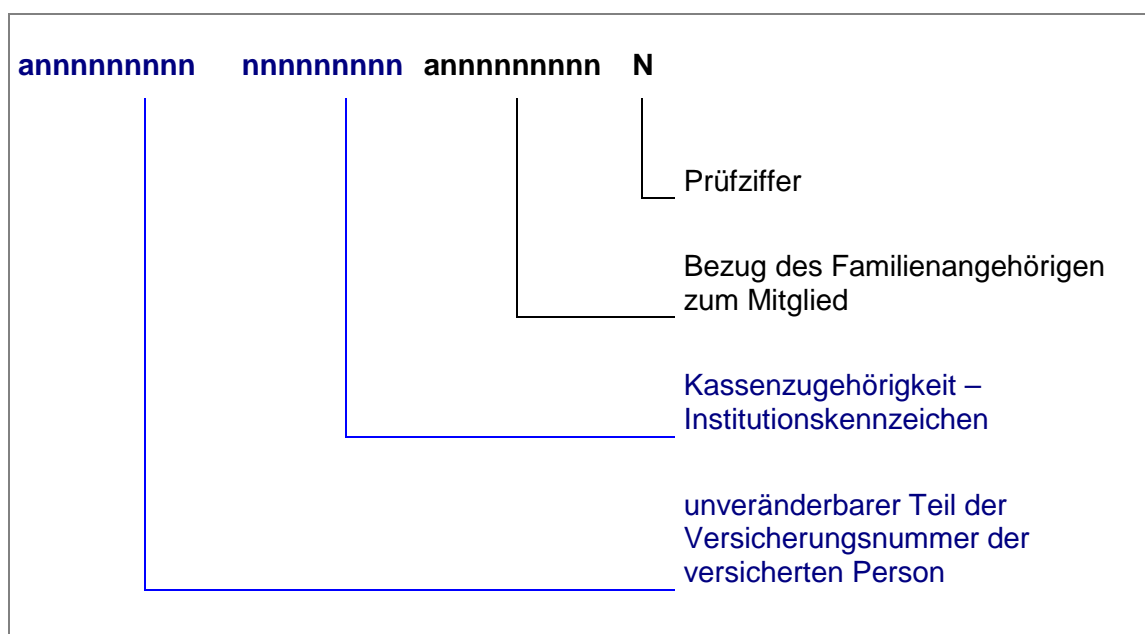 annnnnnnnn nnnnnnnnn annnnnnnnn N
Prüfziffer
Bezug des Familienangehörigen
zum Mitglied
Kassenzugehörigkeit –
Institutionskennzeichen
unveränderbarer Teil der
Versicherungsnummer der
versicherten Person